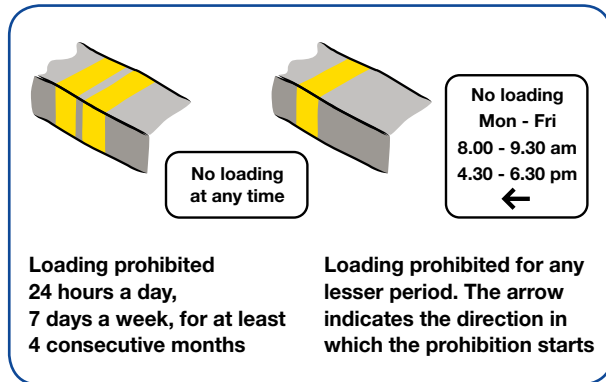 No loading
at any time
No loading
Mon - Fri
8.00 - 9.30 am
4.30 - 6.30 pm
←
Loading prohibited
24 hours a day,
7 days a week, for at least
4 consecutive months
Loading prohibited for any
lesser period. The arrow
indicates the direction in
which the prohibition starts